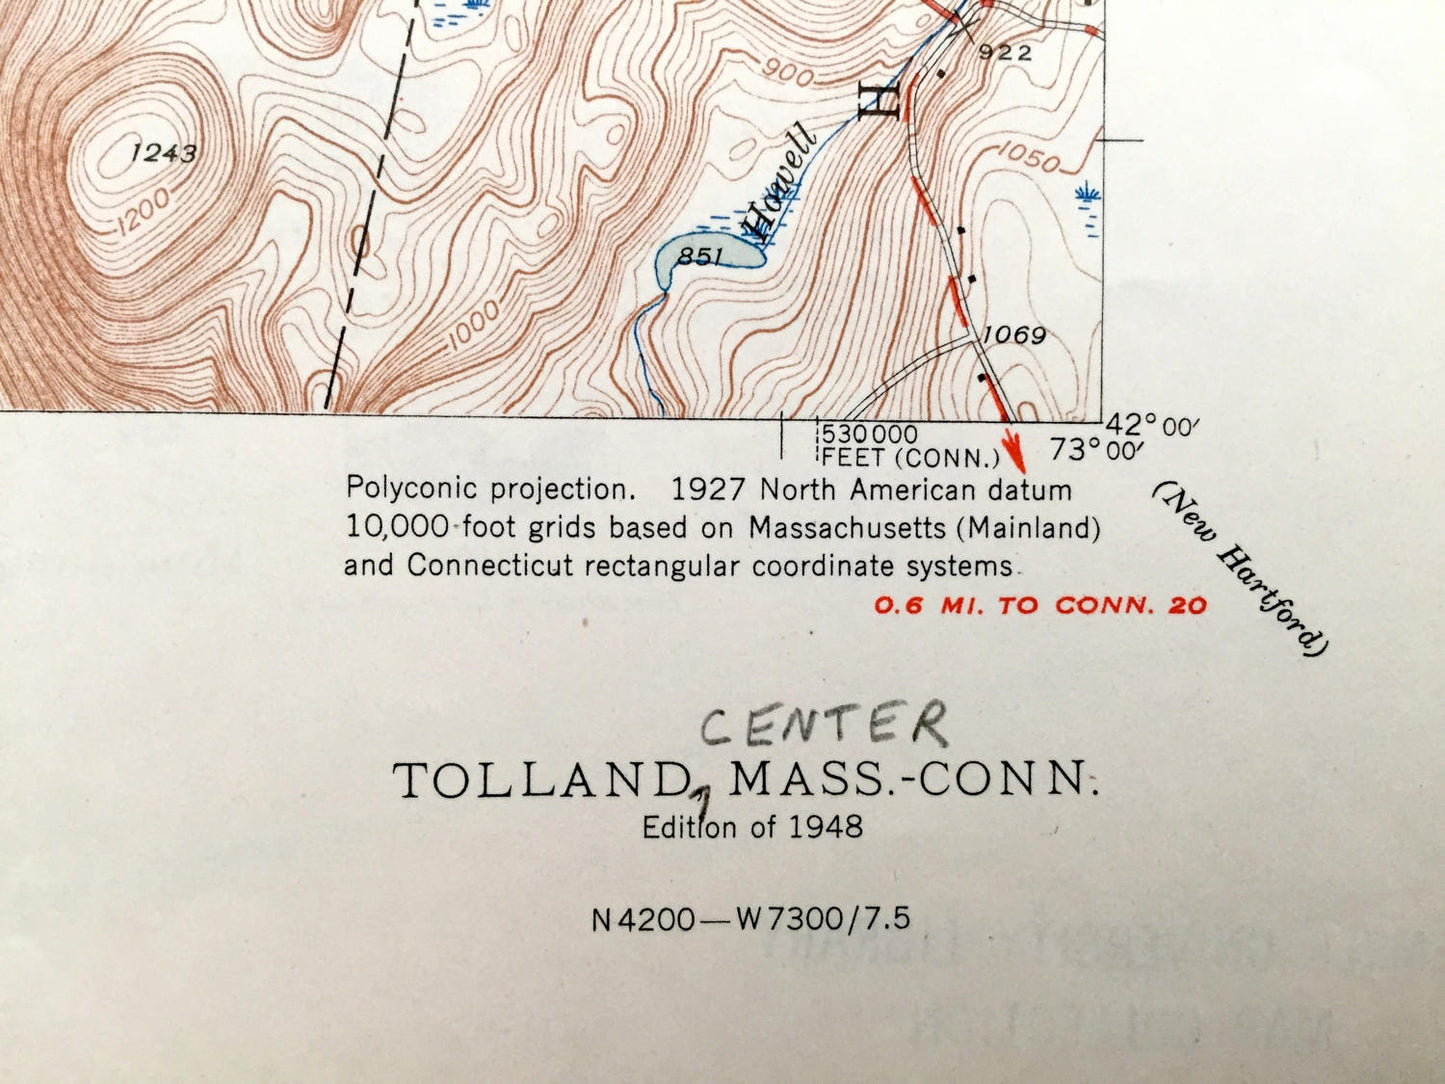 922
900
H
1243
1050
1200
Howell
851
1000
1069
530000
FEET (CONN.)
42° 00′
73° 00′
Polyconic projection. 1927 North American datum
10,000-foot grids based on Massachusetts (Mainland)
and Connecticut rectangular coordinate systems.
(New Hartford)
0.6 MI. TO CONN. 20
CENTER
TOLLAND, MASS.-CONN.
Edition of 1948
N4200—W7300/7.5